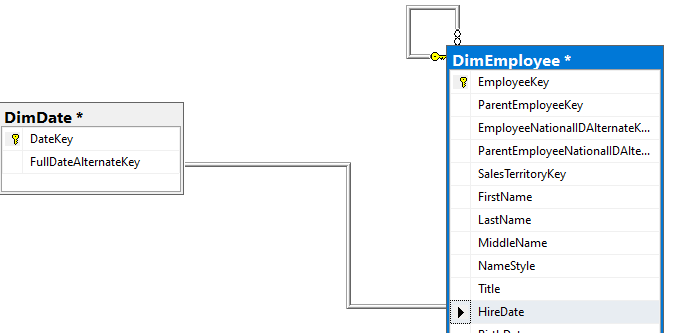 DimEmployee *
EmployeeKey
ParentEmployeeKey
EmployeeNationalIDAlternateK...
ParentEmployeeNationalIDAlte...
SalesTerritoryKey
FirstName
LastName
MiddleName
NameStyle
Title
HireDate
DimDate *
DateKey
FullDateAlternateKey